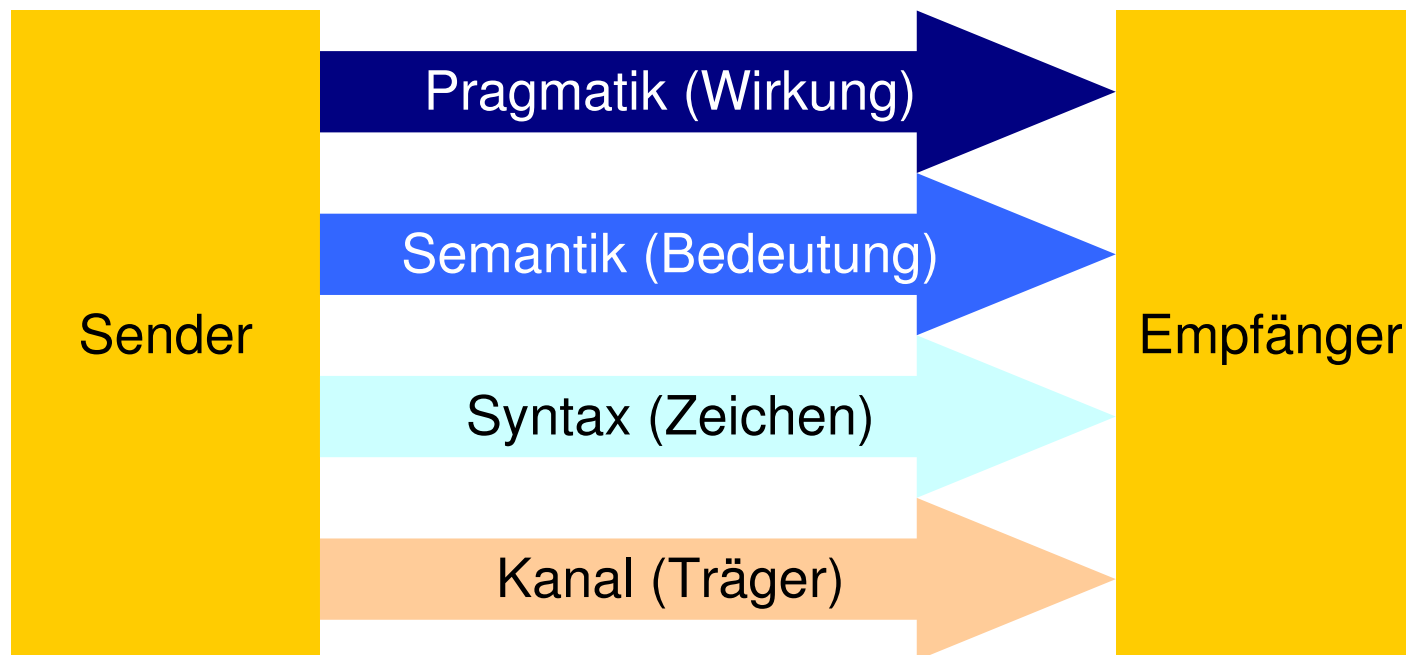 Pragmatik (Wirkung)
Semantik (Bedeutung)
Sender
Empfänger
Syntax (Zeichen)
Kanal (Träger)